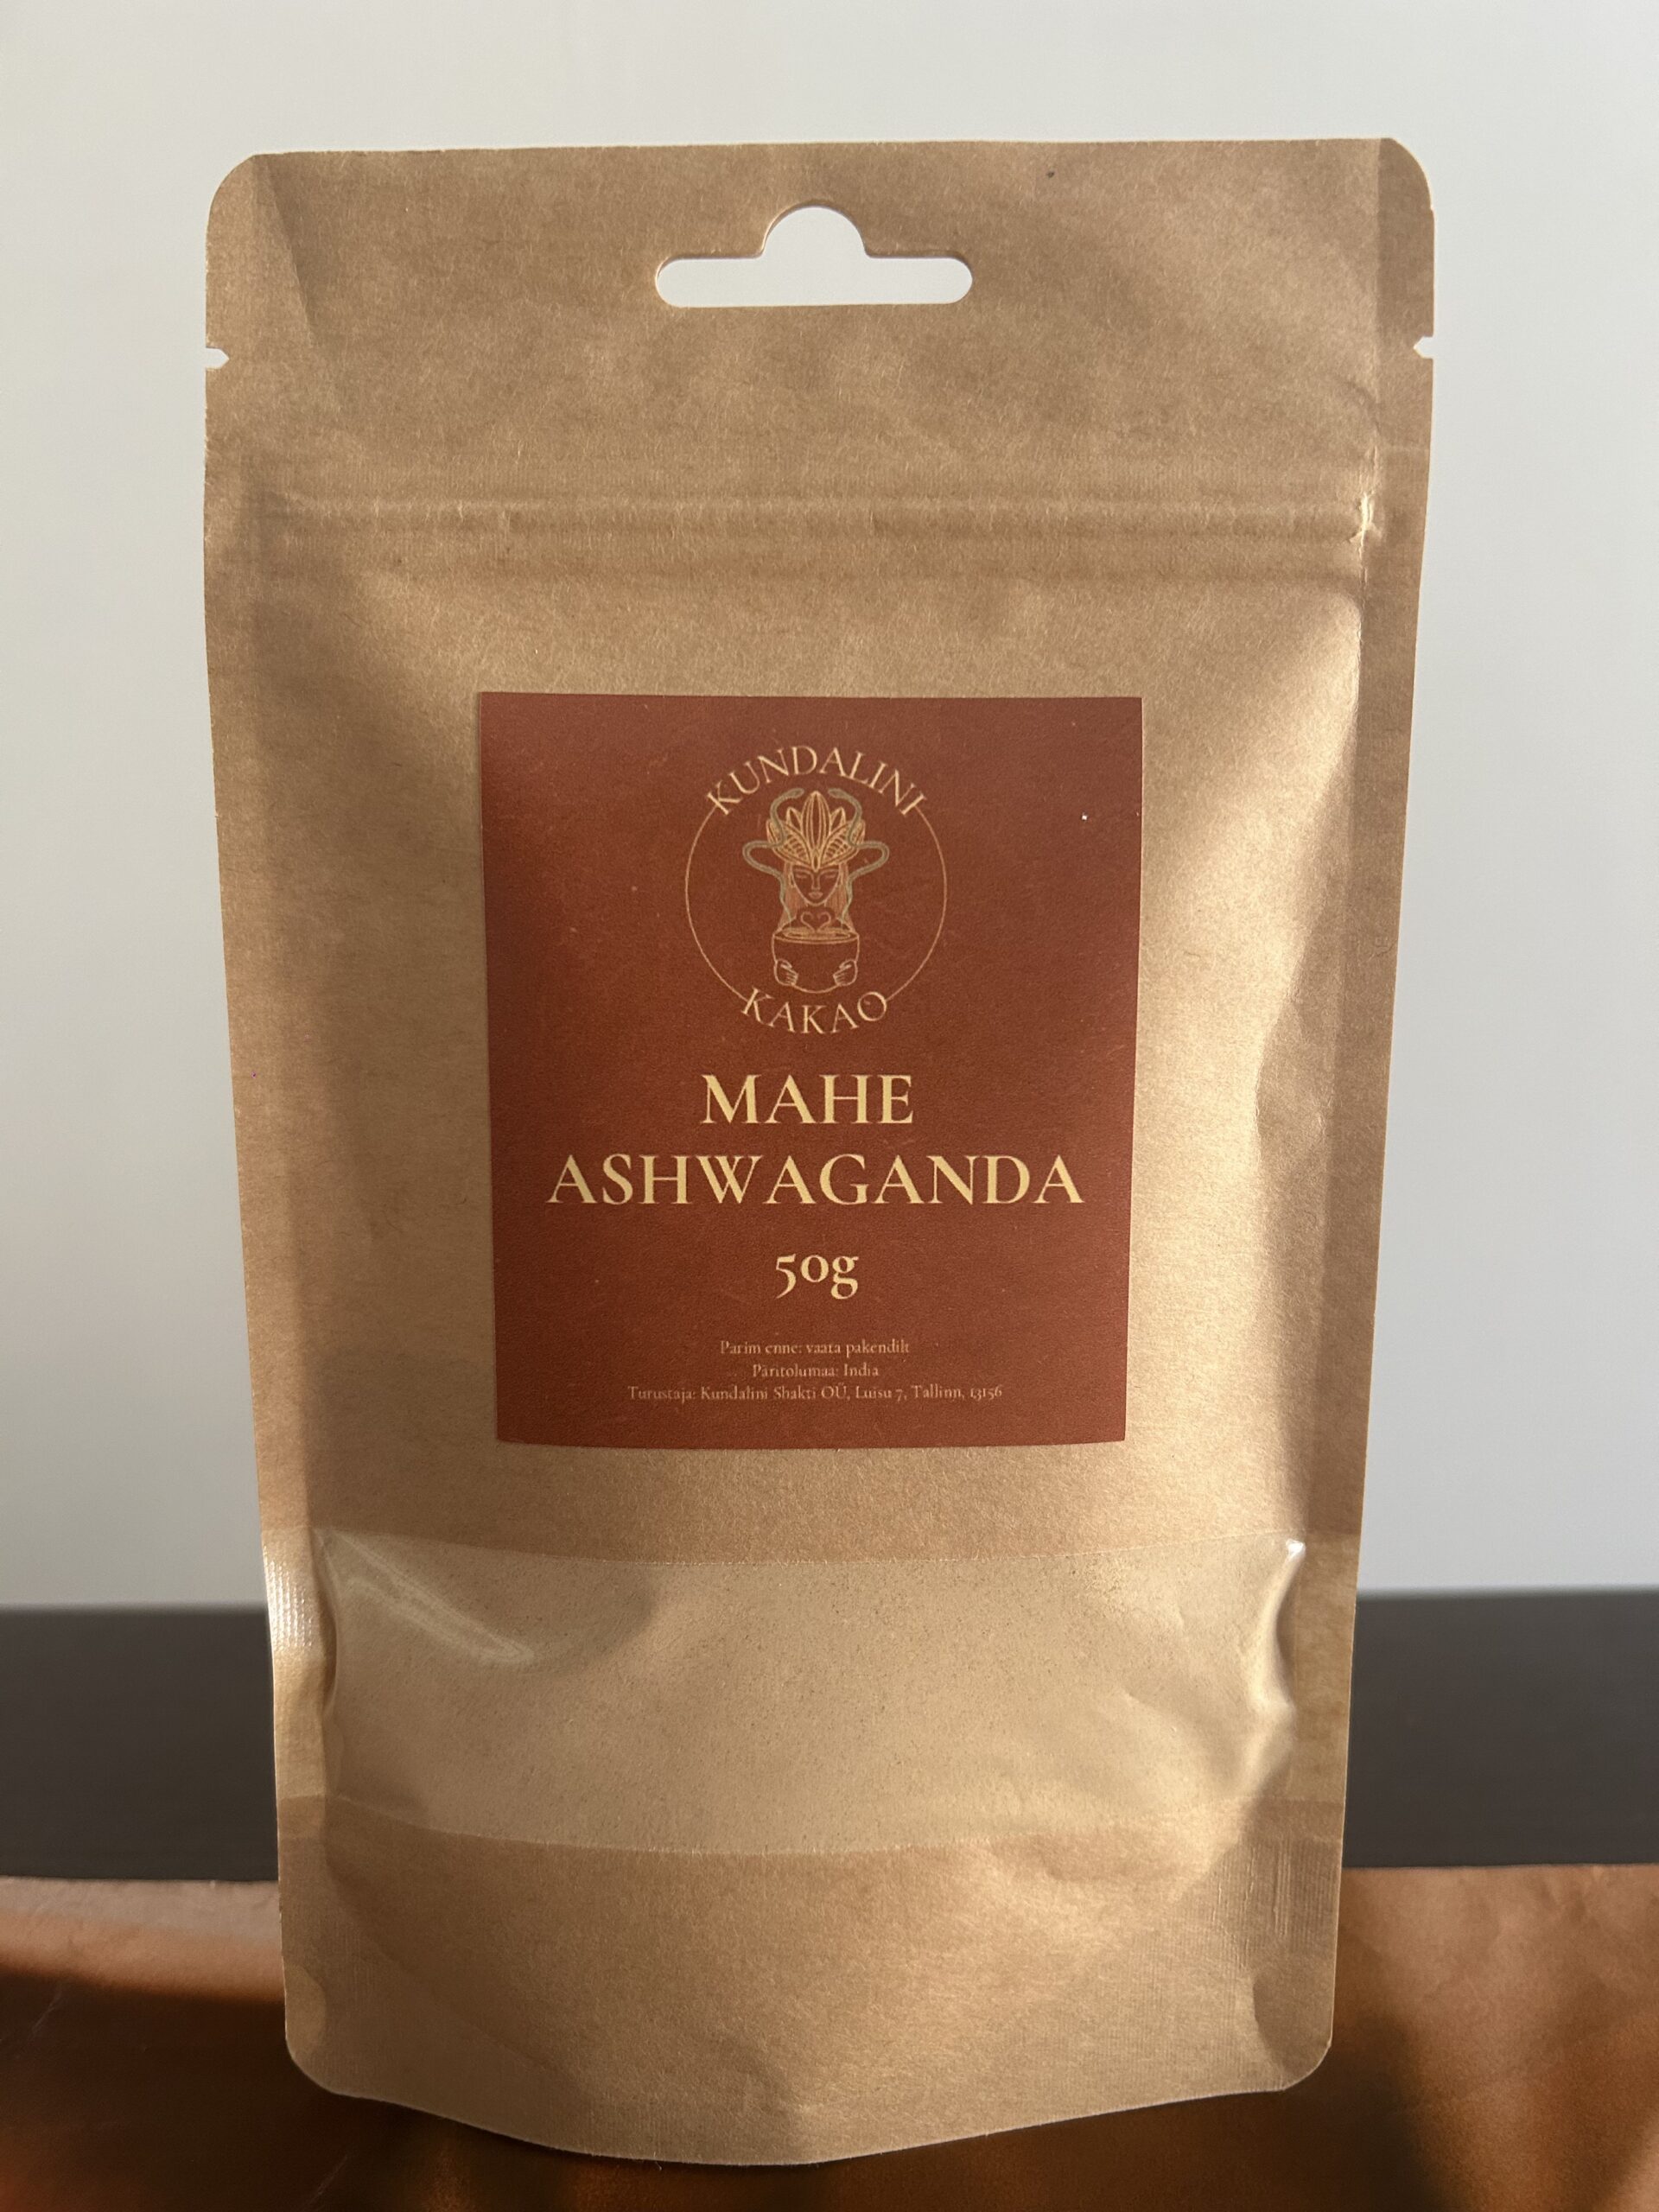 KUNDALINI
KAKAO
MAHE
ASHWAGANDA
50g
Parim enne: vaata pakendilt
Päritolumaa: India
Turustaja: Kundalini Shakti OÜ, Luisu 7, Tallinn, 13156